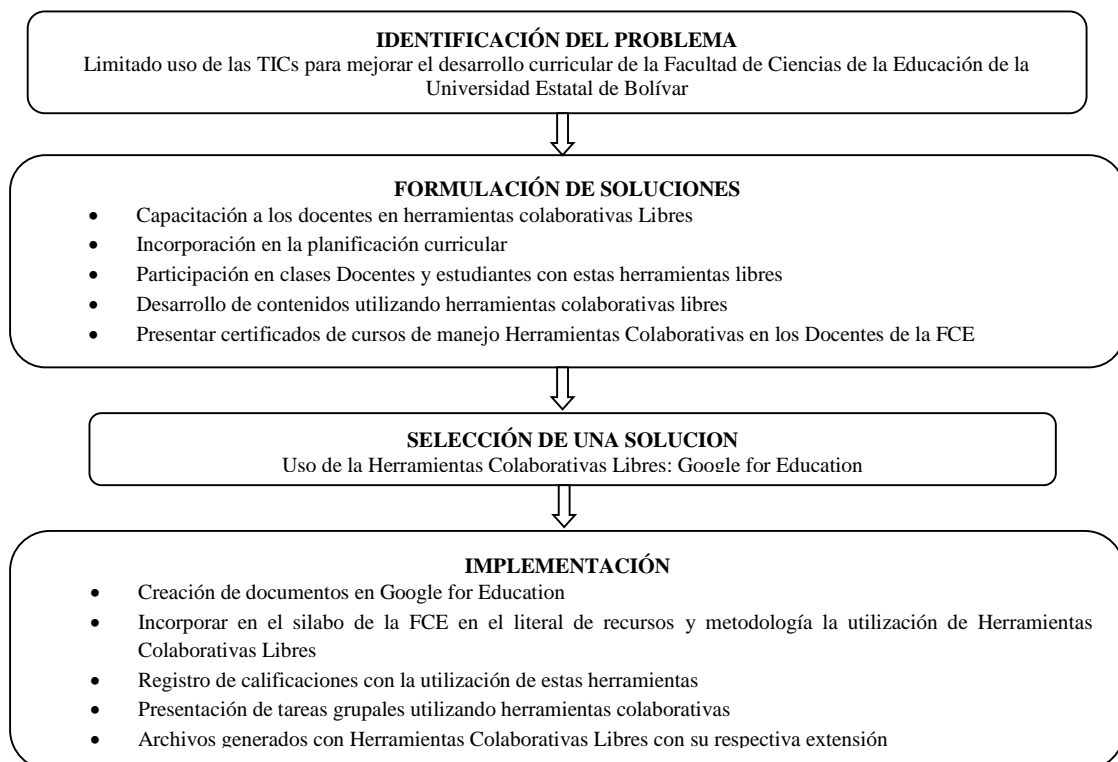 IDENTIFICACIÓN DEL PROBLEMA
Limitado uso de las TICs para mejorar el desarrollo curricular de la Facultad de Ciencias de la Educación de la
Universidad Estatal de Bolívar
FORMULACIÓN DE SOLUCIONES
• Capacitación a los docentes en herramientas colaborativas Libres
• Incorporación en la planificación curricular
• Participación en clases Docentes y estudiantes con estas herramientas libres
• Desarrollo de contenidos utilizando herramientas colaborativas libres
• Presentar certificados de cursos de manejo Herramientas Colaborativas en los Docentes de la FCE
SELECCIÓN DE UNA SOLUCION
Uso de la Herramientas Colaborativas Libres: Google for Education
IMPLEMENTACIÓN
• Creación de documentos en Google for Education
• Incorporar en el silabo de la FCE en el literal de recursos y metodología la utilización de Herramientas
Colaborativas Libres
• Registro de calificaciones con la utilización de estas herramientas
• Presentación de tareas grupales utilizando herramientas colaborativas
• Archivos generados con Herramientas Colaborativas Libres con su respectiva extensión